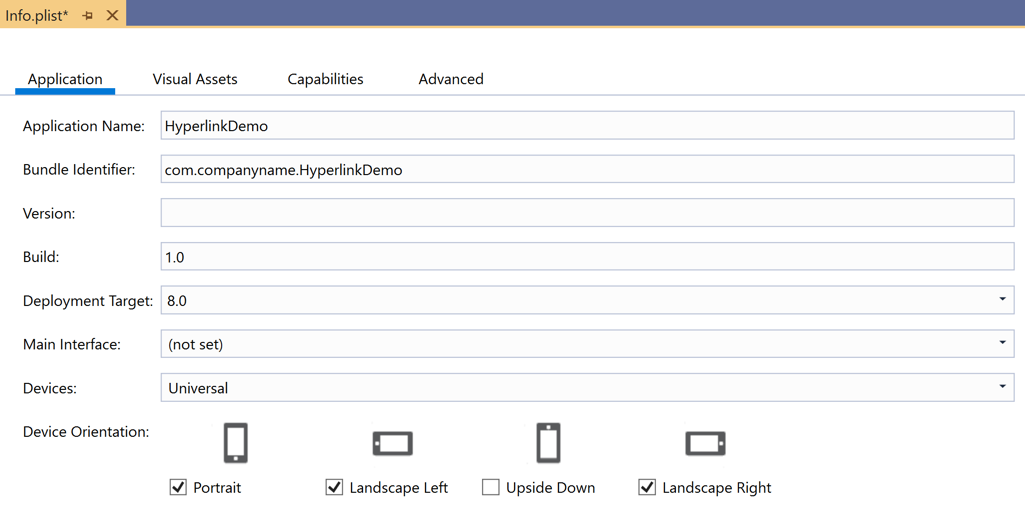 Info.plist*
Application Visual Assets Capabilities Advanced
Application Name: HyperlinkDemo
Bundle Identifier: com.companyname.HyperlinkDemo
Version:
Build: 1.0
Deployment Target: 8.0
Main Interface: (not set)
Devices: Universal
Device Orientation:
Portrait Landscape Left Upside Down Landscape Right